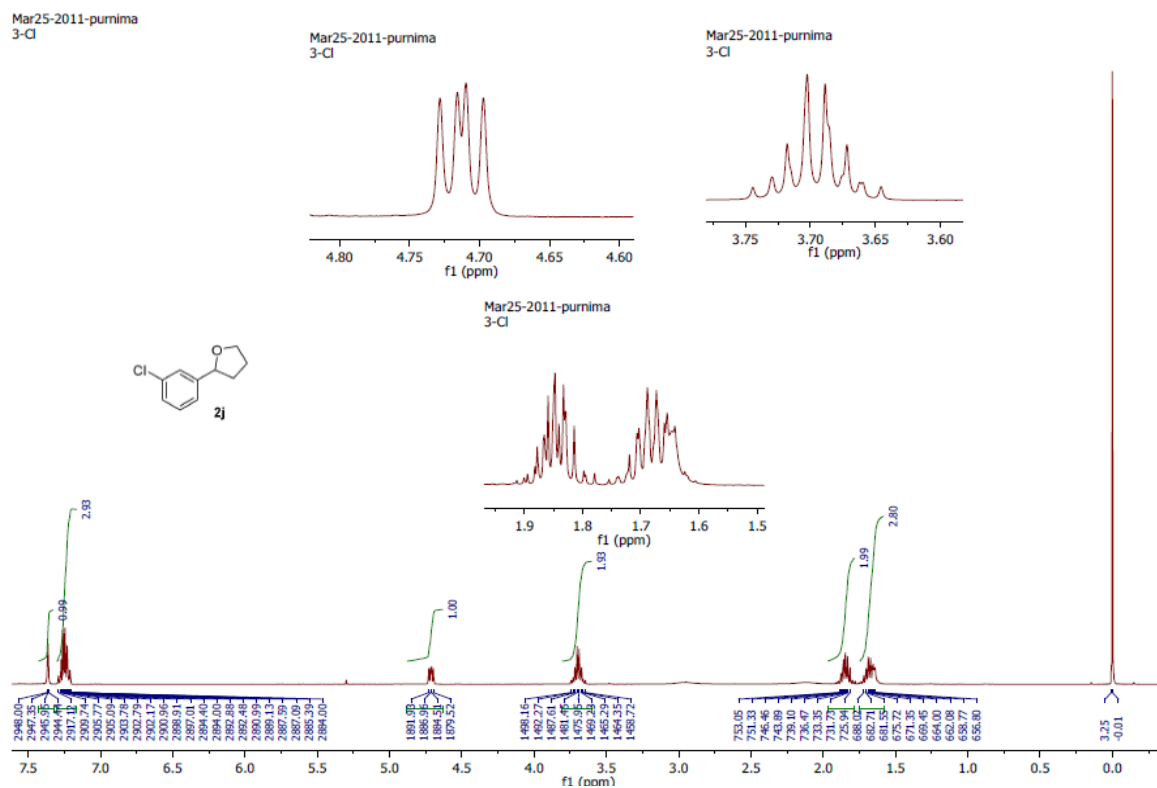 Mar25-2011-purnima
3-Cl
Mar25-2011-purnima
3-Cl
4.80 4.75 4.70 4.65 4.60
f1 (ppm)
Mar25-2011-purnima
3-Cl
3.75 3.70 3.65 3.60
f1 (ppm)
Mar25-2011-purnima
3-Cl
1.9 1.8 1.7 1.6 1.5
f1 (ppm)
O
Cl
2j
0.99 2.93 1.00 1.93 1.99 2.80
2948.00 2947.35 2945.95 2917.12 2909.74 2905.77 2905.09 2903.78 2902.79 2902.17 2900.96 2898.91 2897.01 2894.40 2894.00 2892.88 2892.48 2890.99 2889.13 2887.59 2887.09 2885.39 2884.00
1891.93 1886.96 1884.51 1879.52
1498.16 1492.27 1487.61 1481.45 1475.95 1469.29 1465.29 1464.35 1458.72
753.05 751.33 746.46 743.89 739.10 736.47 733.35 731.73 725.94 688.02 682.71 681.55 675.72 671.35 669.45 664.00 662.08 658.77 656.80
3.25 -0.01
7.5 7.0 6.5 6.0 5.5 5.0 4.5 4.0 3.5 3.0 2.5 2.0 1.5 1.0 0.5 0.0
f1 (ppm)